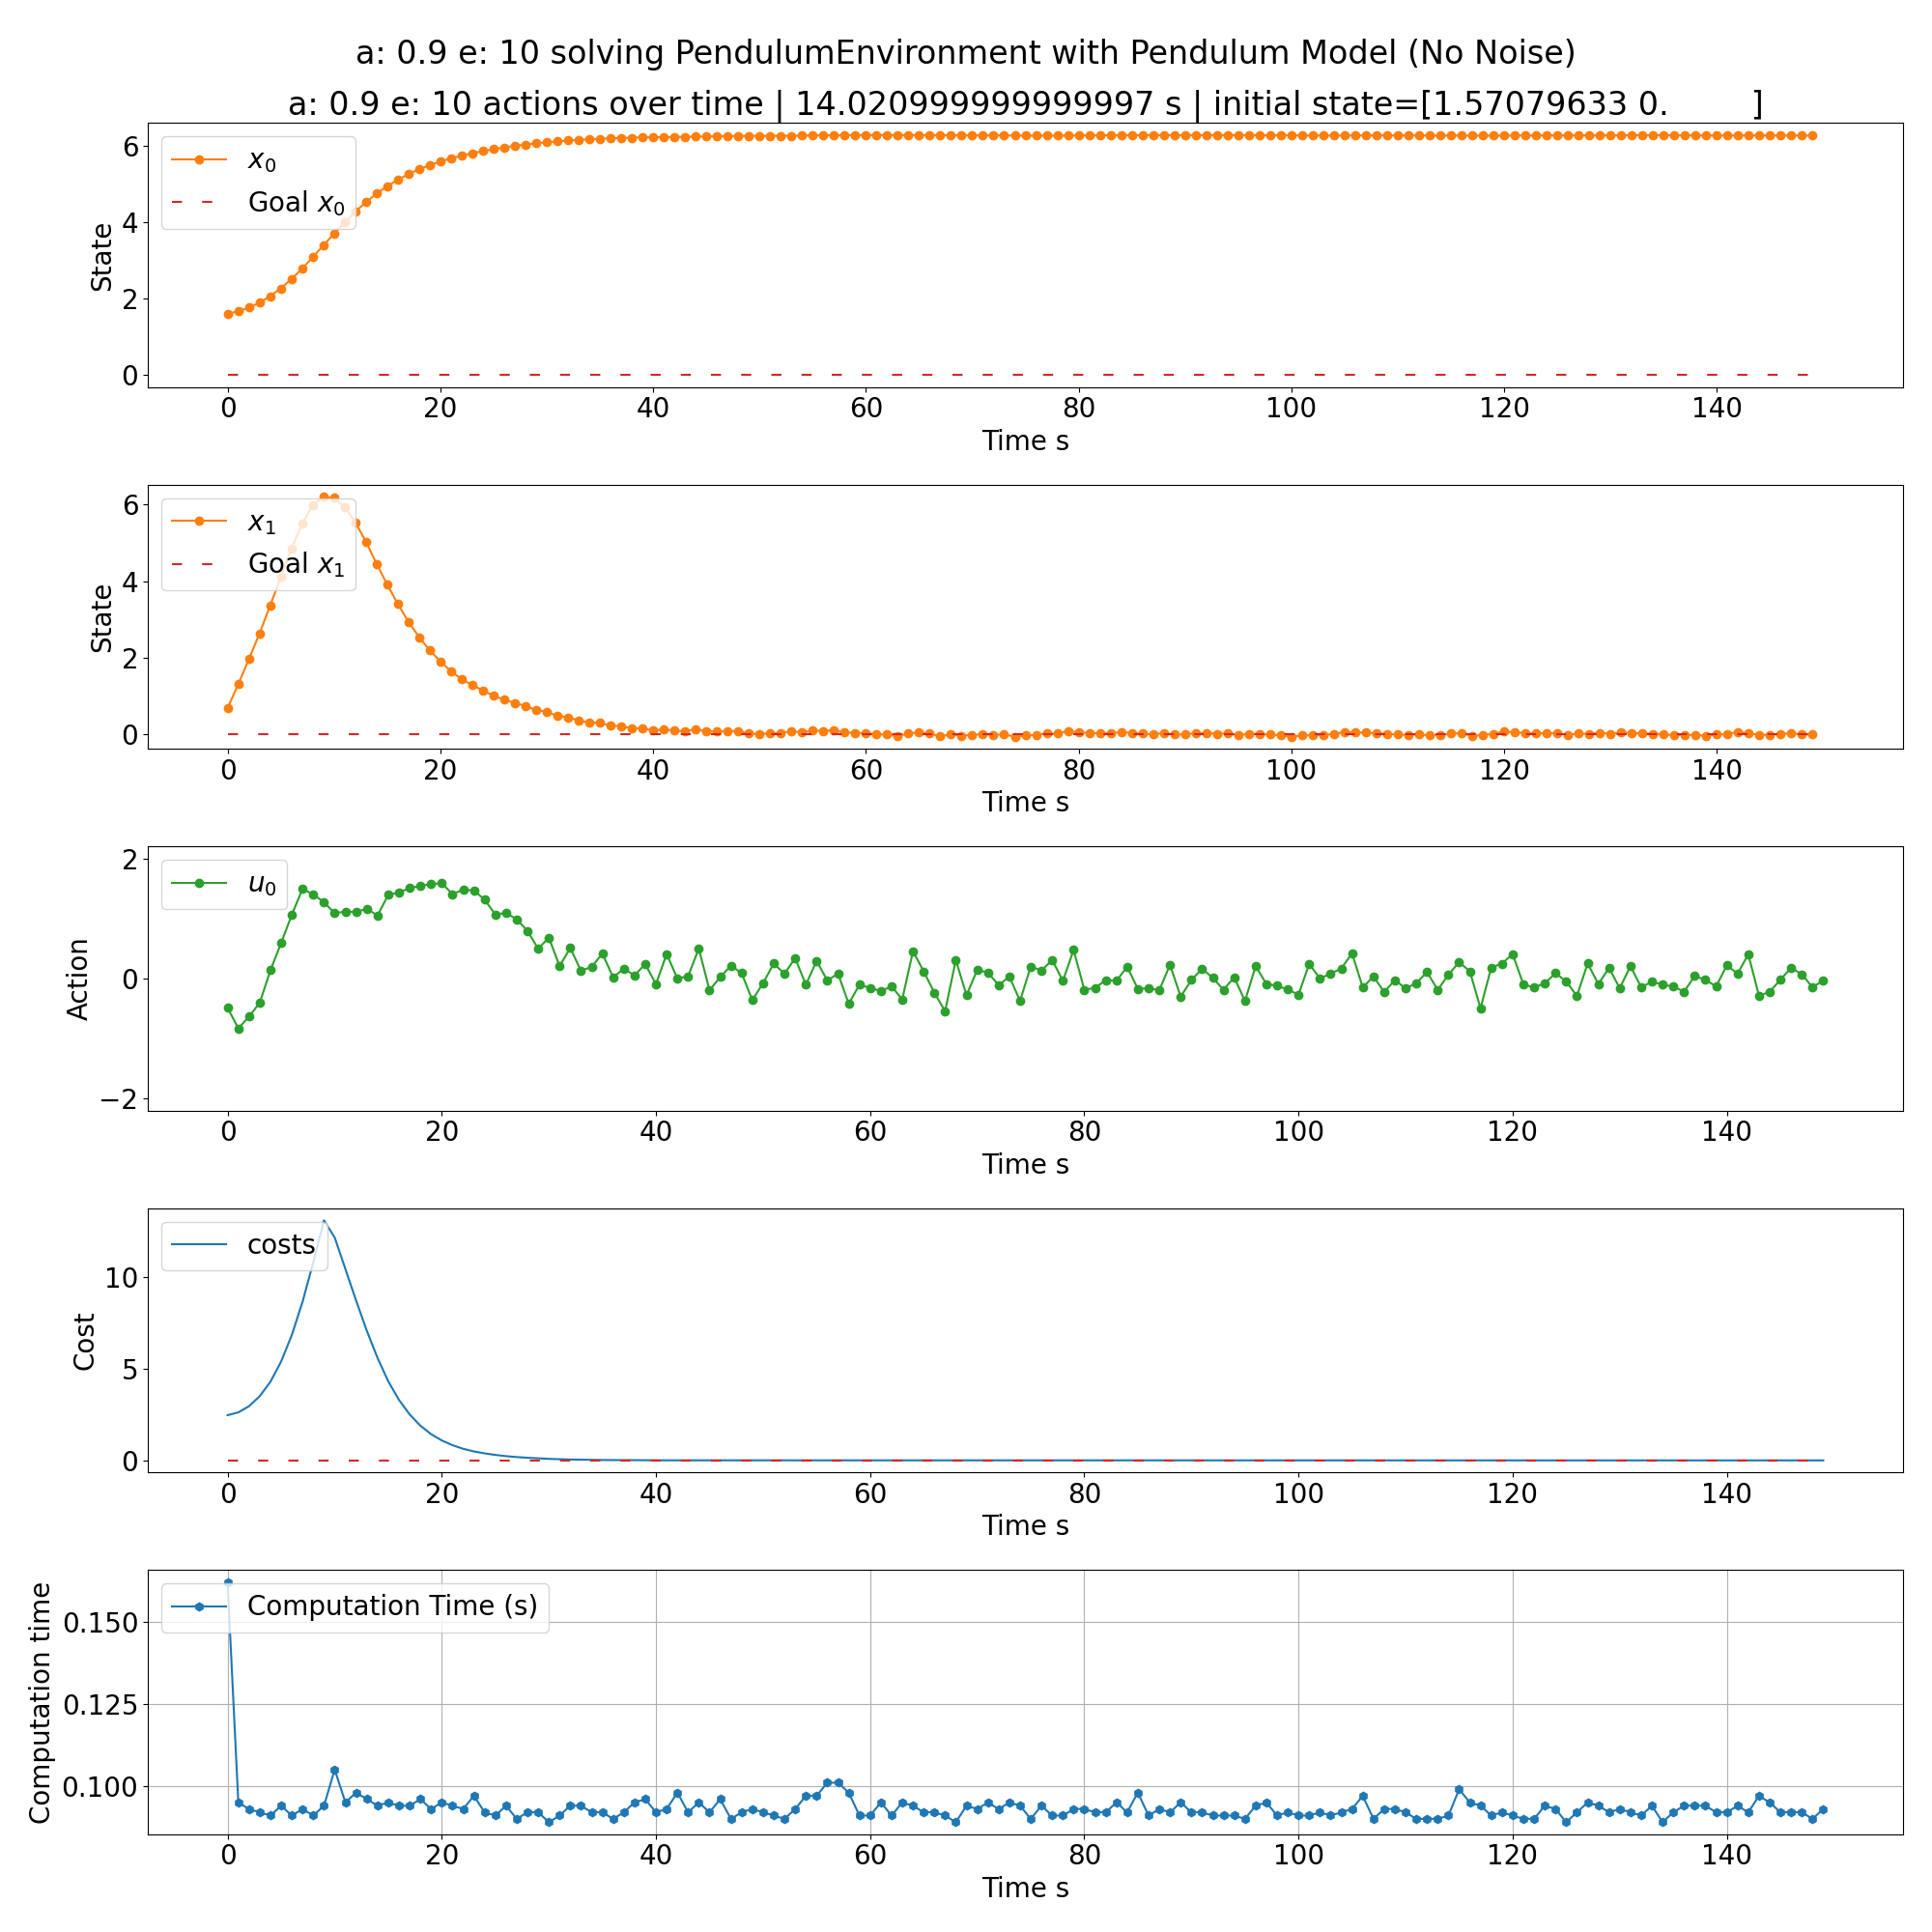 a: 0.9 e: 10 solving PendulumEnvironment with Pendulum Model (No Noise)
a: 0.9 e: 10 actions over time | 14.020999999999997 s | initial state=[1.57079633 0.        ]
6
4
2
0
State
x₀
Goal x₀
0 20 40 60 80 100 120 140
Time s
6
4
2
0
State
x₁
Goal x₁
0 20 40 60 80 100 120 140
Time s
2
0
−2
Action
u₀
0 20 40 60 80 100 120 140
Time s
10
5
0
Cost
costs
0 20 40 60 80 100 120 140
Time s
0.150
0.125
0.100
Computation time
Computation Time (s)
0 20 40 60 80 100 120 140
Time s